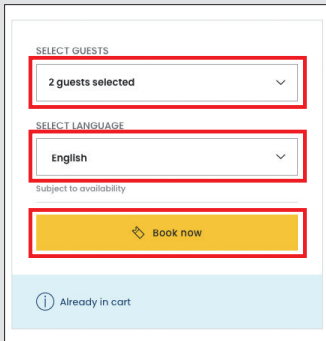 SELECT GUESTS
2 guests selected
SELECT LANGUAGE
English
Subject to availability
Book now
Already in cart